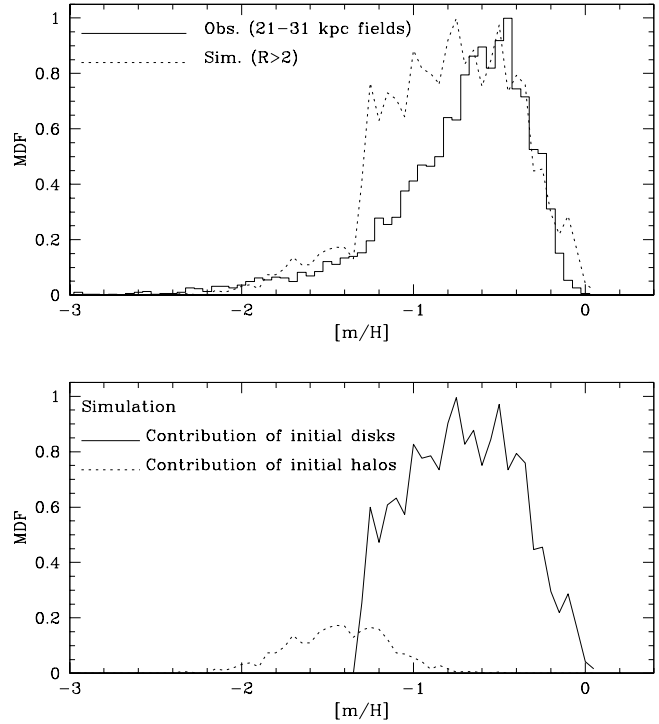 1
0.8
0.6
0.4
0.2
0
MDF
Obs. (21−31 kpc fields)
Sim. (R>2)
−3
−2
−1
0
[m/H]
1
0.8
0.6
0.4
0.2
0
MDF
Simulation
Contribution of initial disks
Contribution of initial halos
−3
−2
−1
0
[m/H]